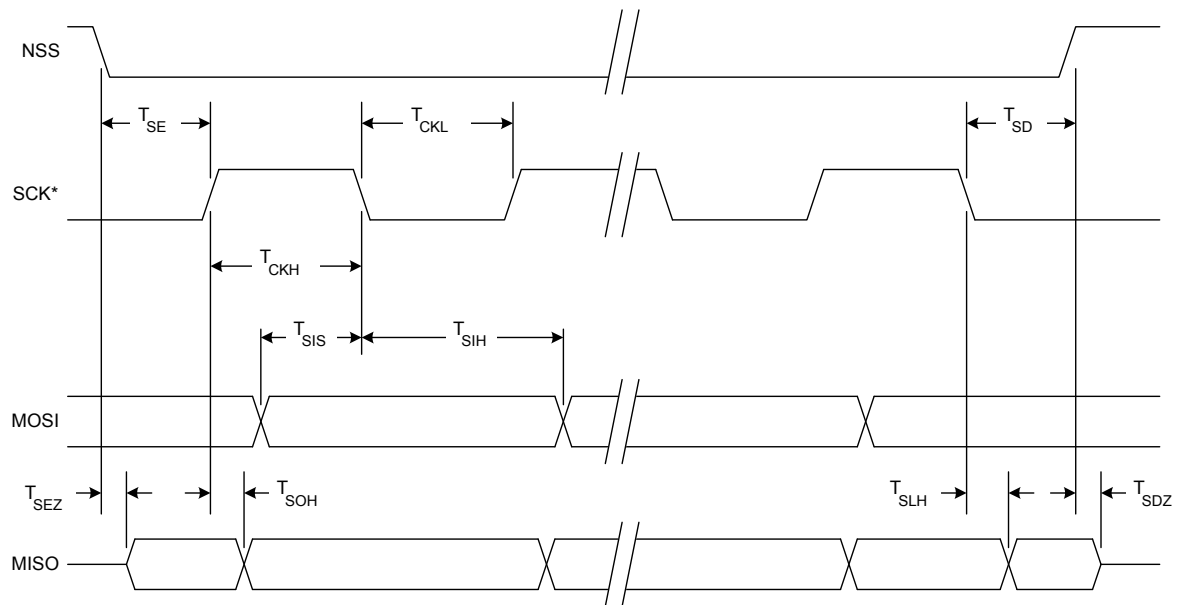 NSS
T_SE
T_CKL
T_SD
SCK*
T_CKH
T_SIS
T_SIH
MOSI
T_SEZ
T_SOH
T_SLH
T_SDZ
MISO